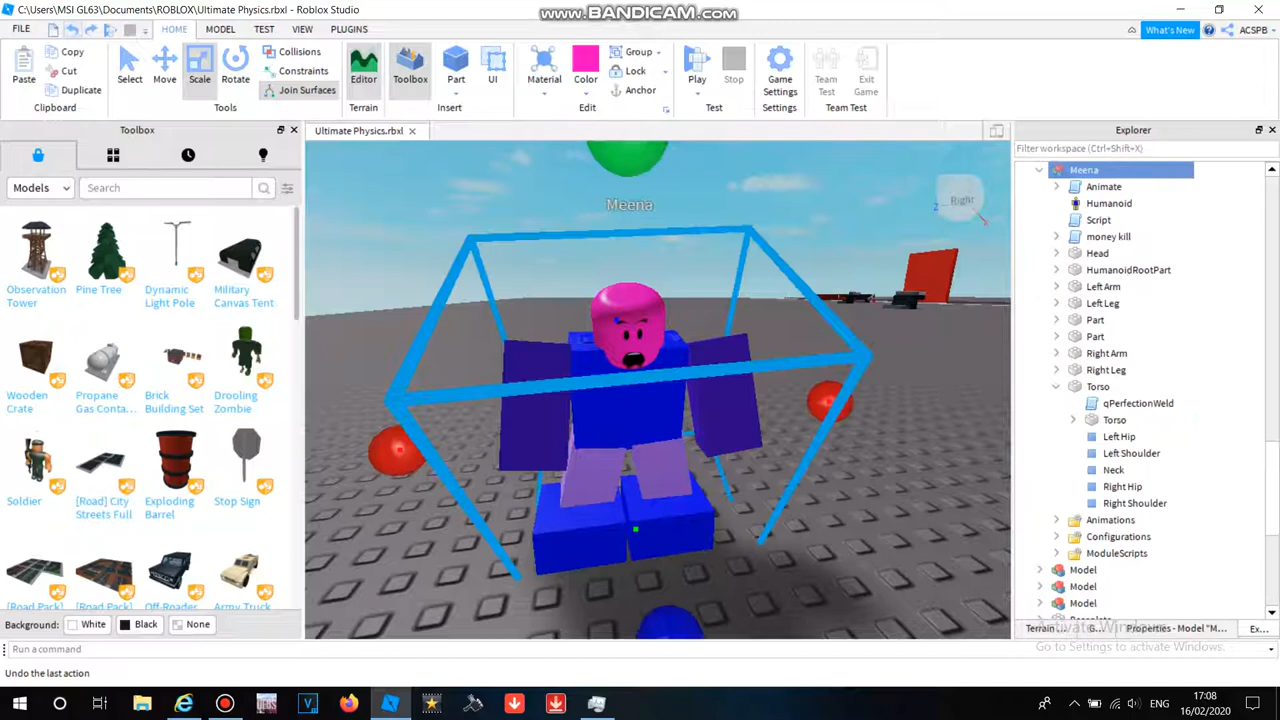 C:\Users\MSI GL63\Documents\ROBLOX\Ultimate Physics.rbxl - Roblox Studio
www.BANDICAM.com
FILE HOME MODEL TEST VIEW PLUGINS What's New ACSPB
Paste Copy Cut Duplicate Clipboard
Select Move Scale Rotate Tools
Collisions
Constraints
Join Surfaces
Editor Terrain
Toolbox Part UI Insert
Material Color Group Lock Anchor Edit
Play Stop Test
Game Settings Settings
Team Test Exit Game Team Test
Toolbox
Models Search
Observation Tower
Pine Tree
Dynamic Light Pole
Military Canvas Tent
Wooden Crate
Propane Gas Conta...
Brick Building Set
Drooling Zombie
Soldier
[Road] City Streets Full
Exploding Barrel
Stop Sign
[Road Pack]
[Road Pack]
Off-Roader
Army Truck
Background: White Black None
Ultimate Physics.rbxl
Meena
Right
Z
Explorer
Filter workspace (Ctrl+Shift+X)
Meena
Animate
Humanoid
Script
money kill
Head
HumanoidRootPart
Left Arm
Left Leg
Part
Part
Right Arm
Right Leg
Torso
qPerfectionWeld
Torso
Left Hip
Left Shoulder
Neck
Right Hip
Right Shoulder
Animations
Configurations
ModuleScripts
Model
Model
Model
Terrain ... Properties - Model "M... Ex...
Activate Windows
Go to Settings to activate Windows.
Run a command
Undo the last action
ENG
17:08
16/02/2020